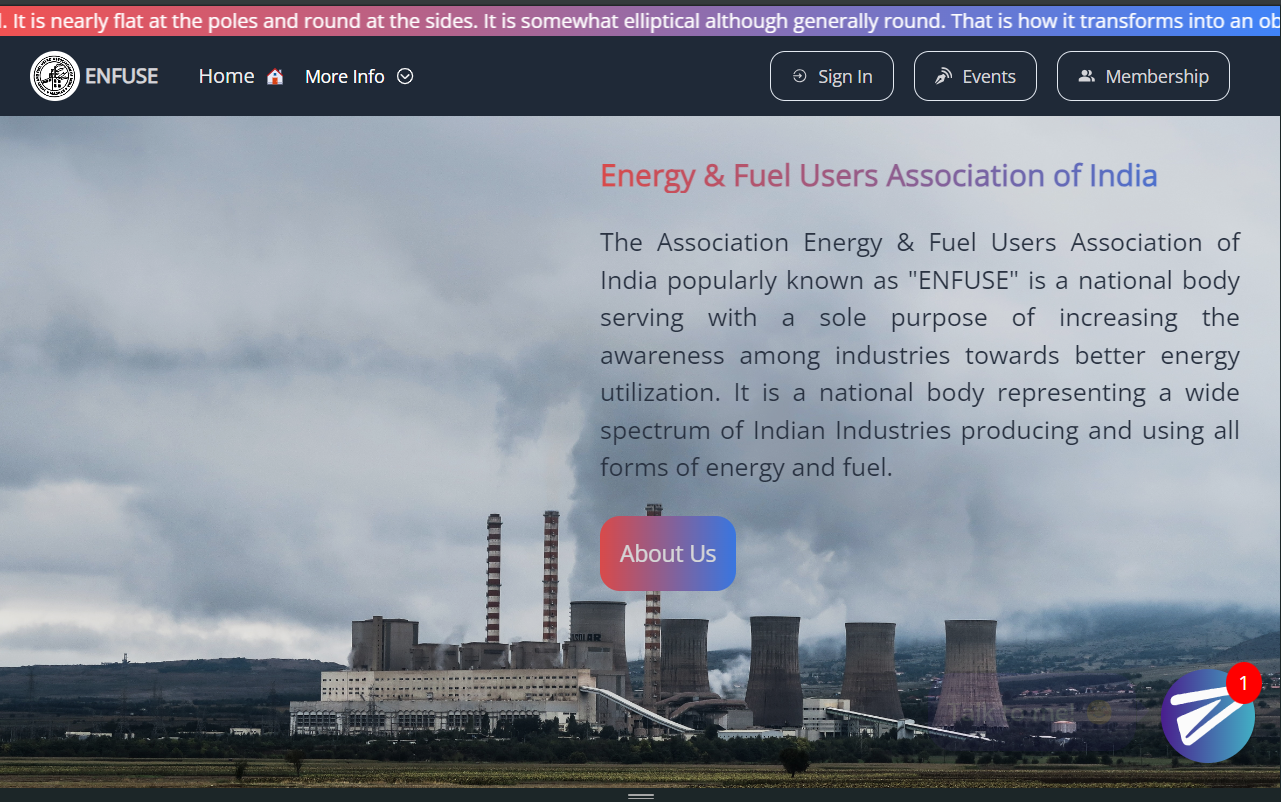 . It is nearly flat at the poles and round at the sides. It is somewhat elliptical although generally round. That is how it transforms into an ob
ENFUSE
Home
More Info
Sign In
Events
Membership
Energy & Fuel Users Association of India
The Association Energy & Fuel Users Association of
India popularly known as "ENFUSE" is a national body
serving with a sole purpose of increasing the
awareness among industries towards better energy
utilization. It is a national body representing a wide
spectrum of Indian Industries producing and using all
forms of energy and fuel.
About Us
1